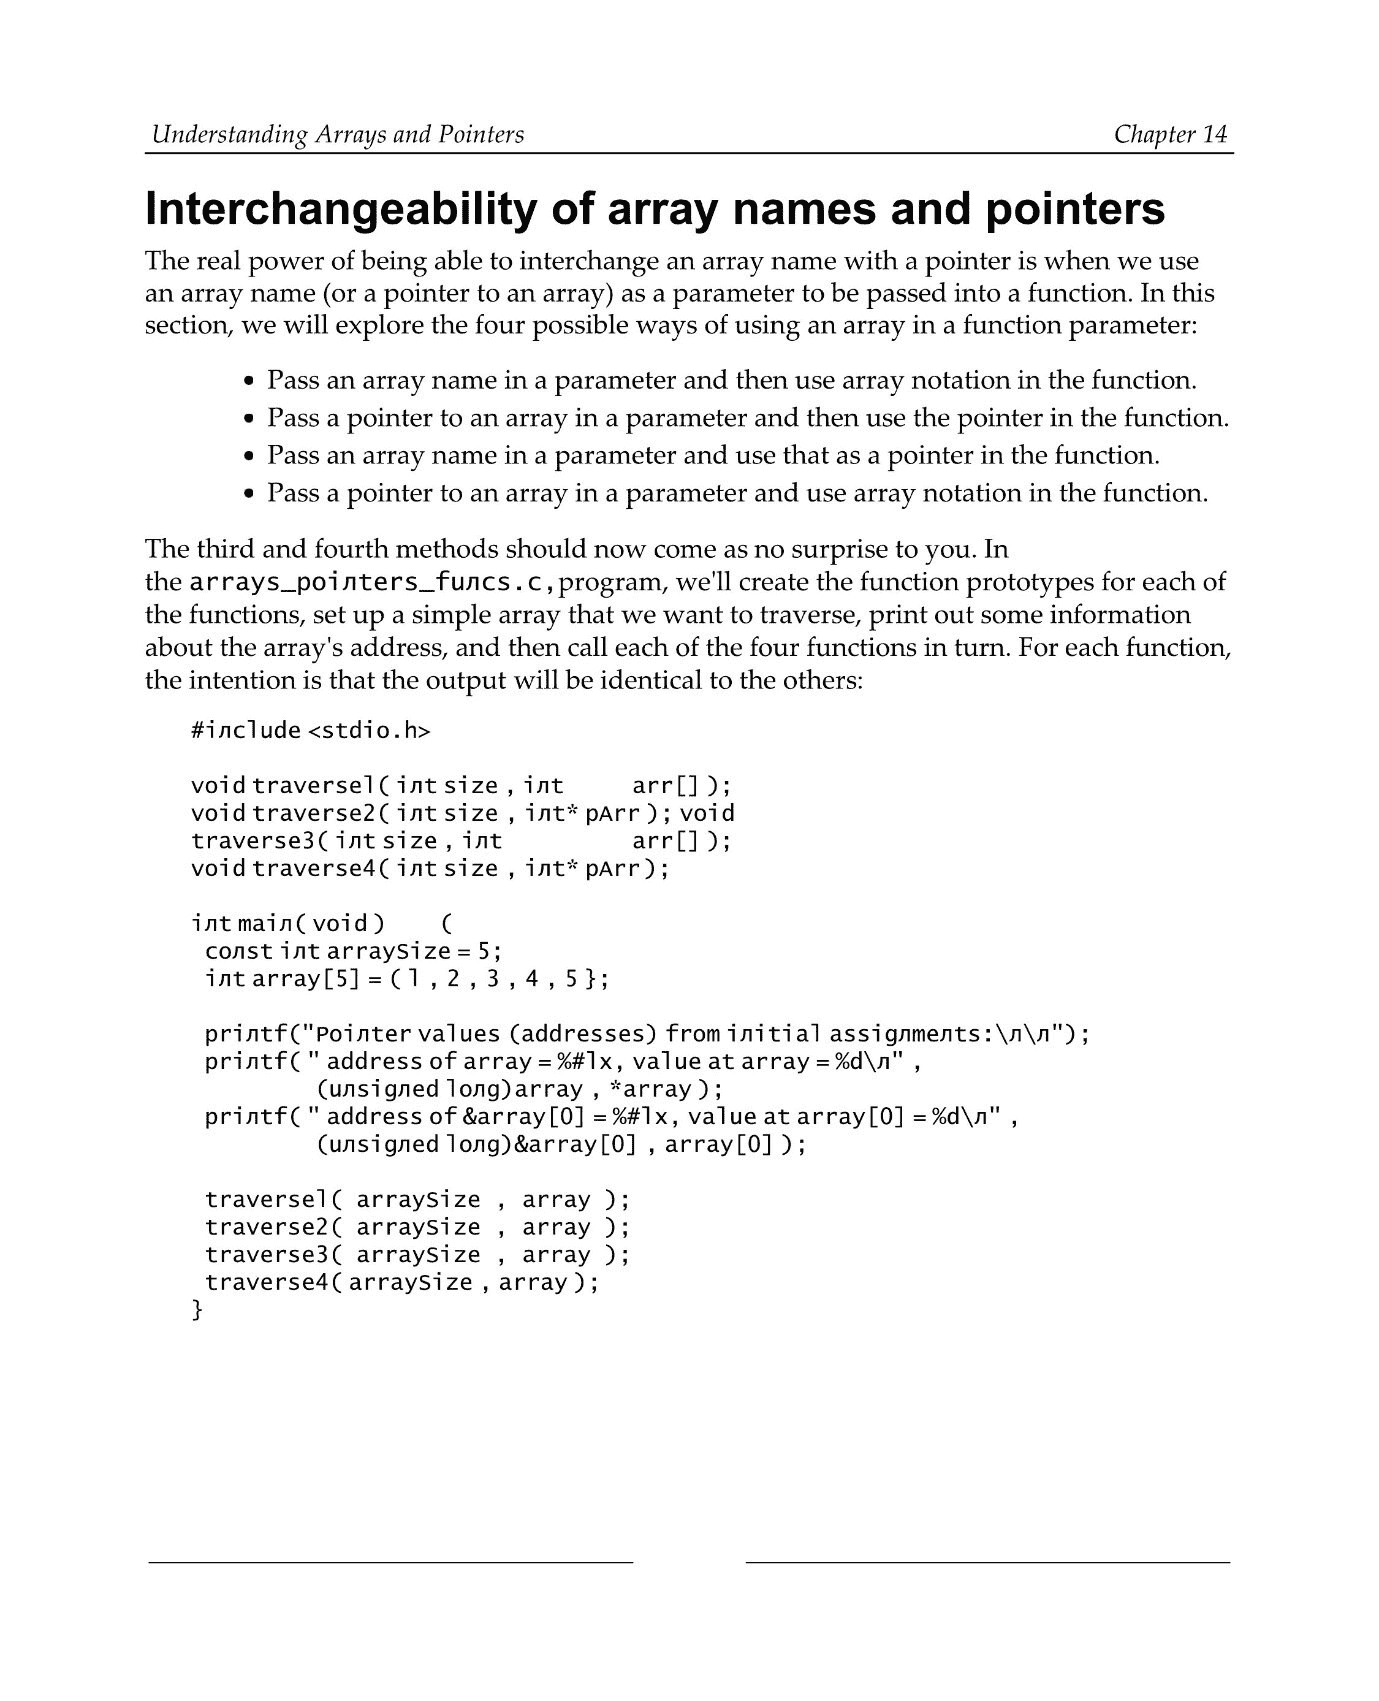 Understanding Arrays and Pointers Chapter 14
Interchangeability of array names and pointers
The real power of being able to interchange an array name with a pointer is when we use
an array name (or a pointer to an array) as a parameter to be passed into a function. In this
section, we will explore the four possible ways of using an array in a function parameter:
• Pass an array name in a parameter and then use array notation in the function.
• Pass a pointer to an array in a parameter and then use the pointer in the function.
• Pass an array name in a parameter and use that as a pointer in the function.
• Pass a pointer to an array in a parameter and use array notation in the function.
The third and fourth methods should now come as no surprise to you. In
the arrays_pointers_funcs.c, program, we'll create the function prototypes for each of
the functions, set up a simple array that we want to traverse, print out some information
about the array's address, and then call each of the four functions in turn. For each function,
the intention is that the output will be identical to the others:
#include <stdio.h>
void traverse1( int size , int arr[] );
void traverse2( int size , int* pArr ); void
traverse3( int size , int arr[] );
void traverse4( int size , int* pArr );
int main( void ) (
const int arraySize = 5;
int array[5] = ( 1 , 2 , 3 , 4 , 5 };
printf("Pointer values (addresses) from initial assignments:\n\n");
printf( " address of array = %#lx, value at array = %d\n" ,
(unsigned long)array , *array );
printf( " address of &array[0] = %#lx, value at array[0] = %d\n" ,
(unsigned long)&array[0] , array[0] );
traverse1( arraySize , array );
traverse2( arraySize , array );
traverse3( arraySize , array );
traverse4( arraySize , array );
}